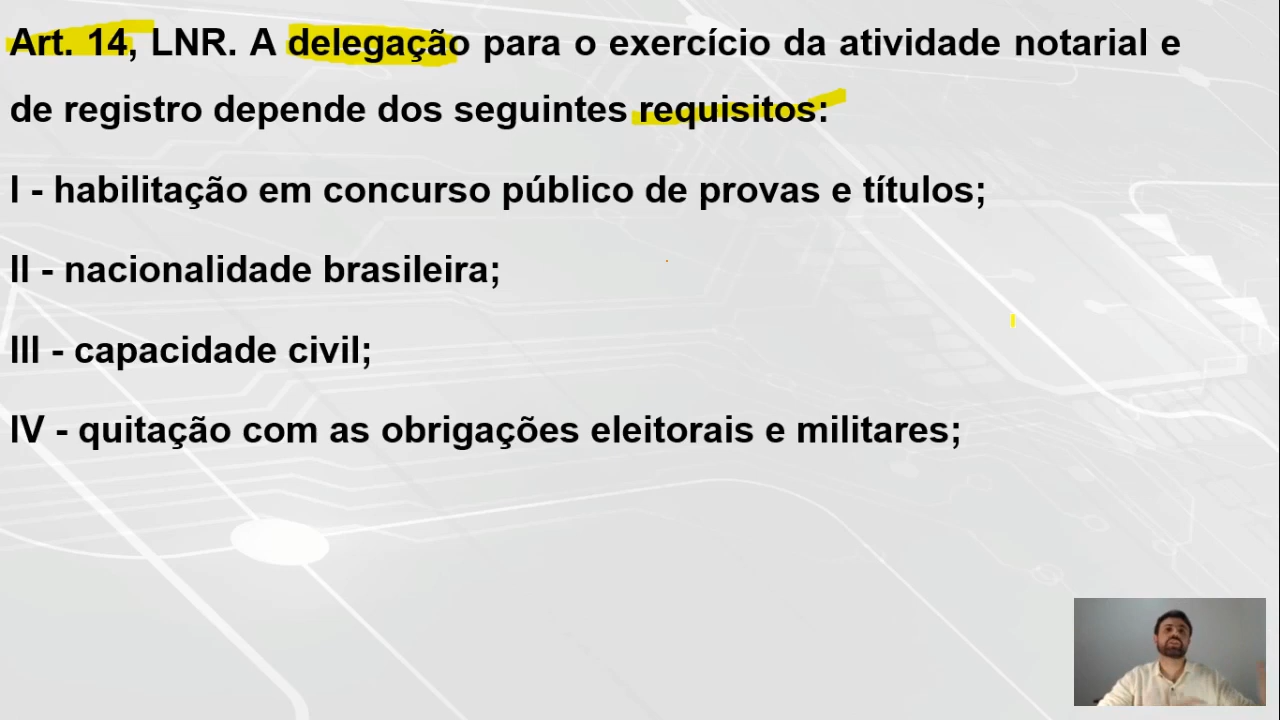 Art. 14, LNR. A delegação para o exercício da atividade notarial e
de registro depende dos seguintes requisitos:
I - habilitação em concurso público de provas e títulos;
II - nacionalidade brasileira;
III - capacidade civil;
IV - quitação com as obrigações eleitorais e militares;